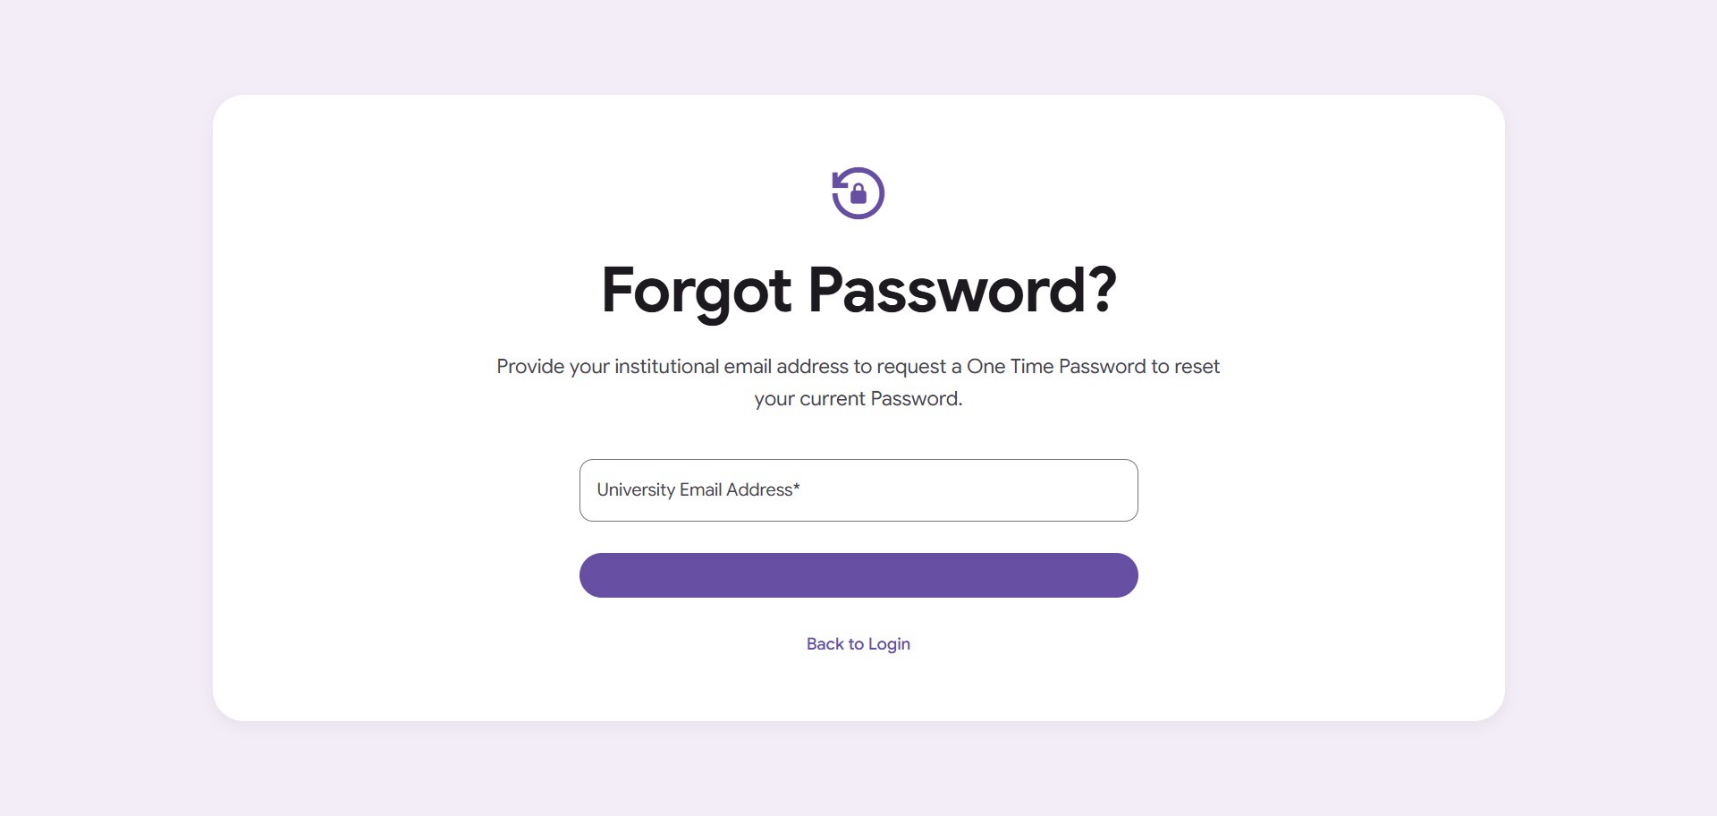 Forgot Password?
Provide your institutional email address to request a One Time Password to reset
your current Password.
University Email Address*
Back to Login